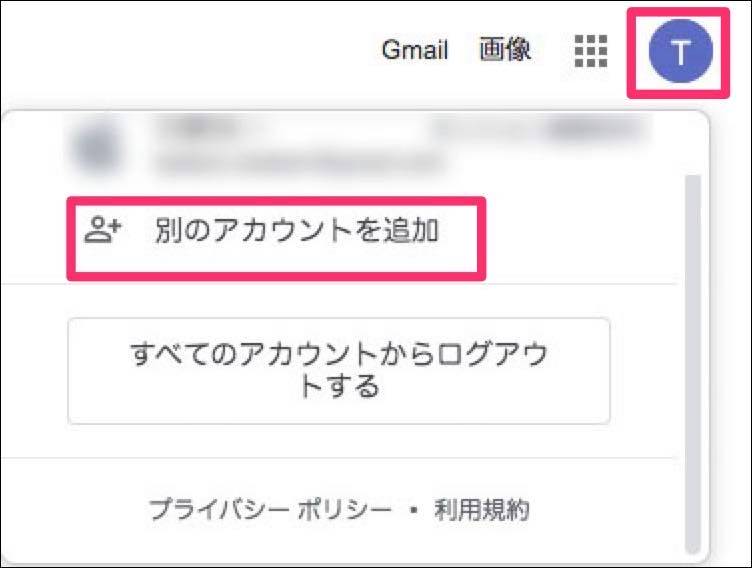 Gmail 画像 T
別のアカウントを追加
すべてのアカウントからログアウ
トする
プライバシー ポリシー • 利用規約